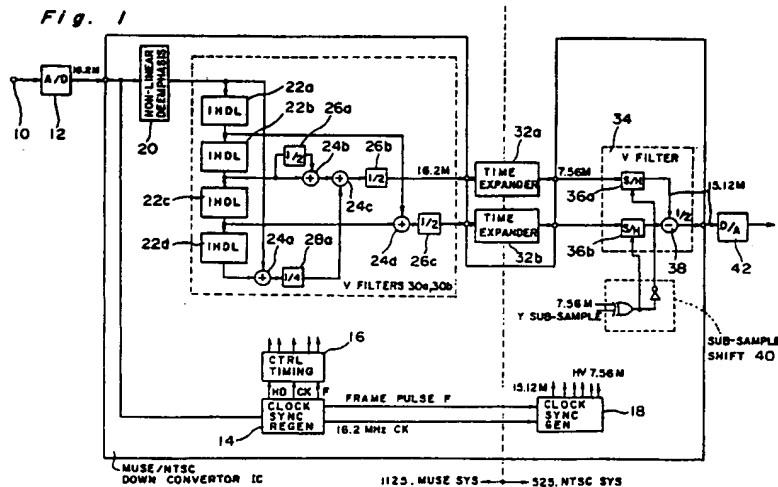 Fig. 1
A/D
16.2M
10
12
NON-LINEAR
DEEMPHASIS
20
1HDL
22a
1HDL
22b
1HDL
22c
1HDL
22d
26a
1/2
24b
26b
1/2
24c
16.2M
24a
28a
1/4
24d
1/2
26c
V FILTERS 30a,30b
32a
TIME
EXPANDER
7.56M
TIME
EXPANDER
32b
34
V FILTER
36a
S/H
15.12M
36b
S/H
1/2
38
D/A
42
7.56M
Y SUB-SAMPLE
SUB-SAMPLE
SHIFT 40
16
CTRL
TIMING
HD CK F
CLOCK
SYNC
REGEN
14
FRAME PULSE F
16.2 MHz CK
15.12M
HV 7.56M
CLOCK
SYNC
GEN
18
MUSE/NTSC
DOWN CONVERTOR IC
1125, MUSE SYS
525, NTSC SYS